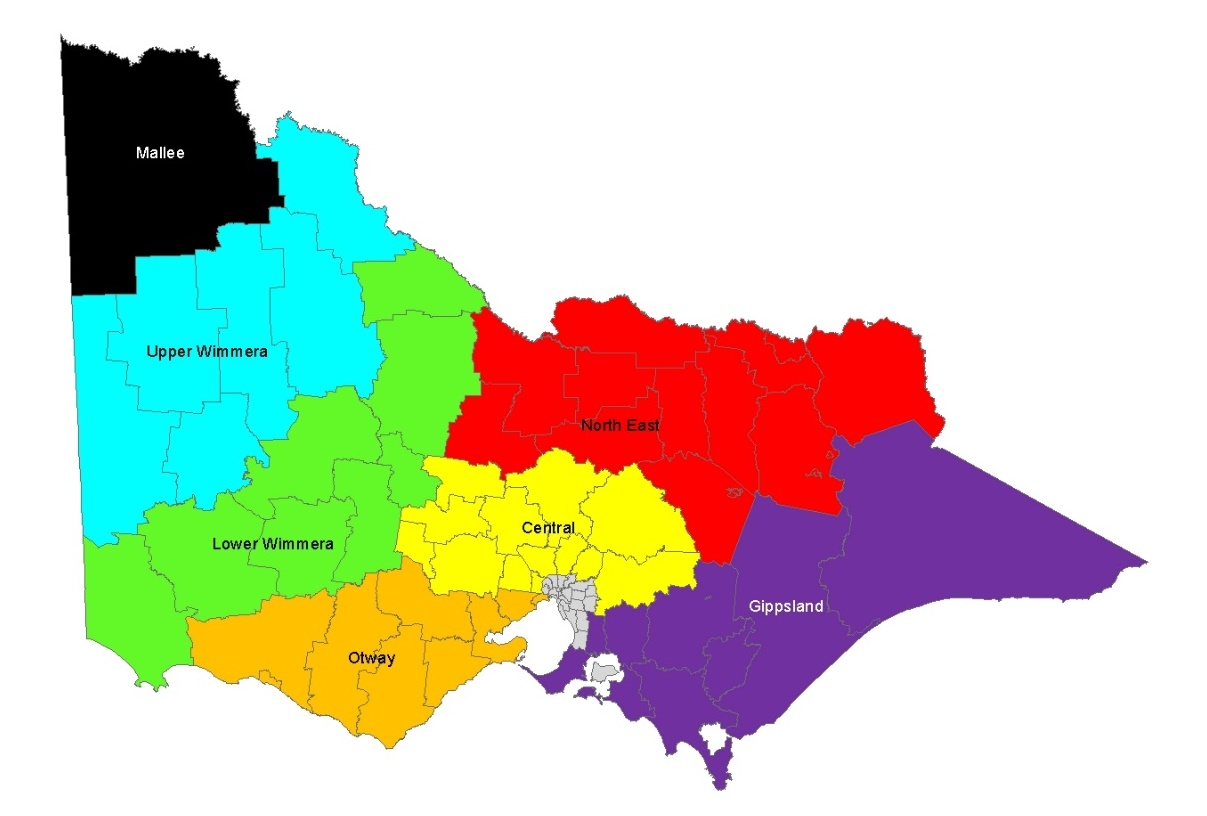 Mallee
Upper Wimmera
North East
Central
Lower Wimmera
Gippsland
Otway